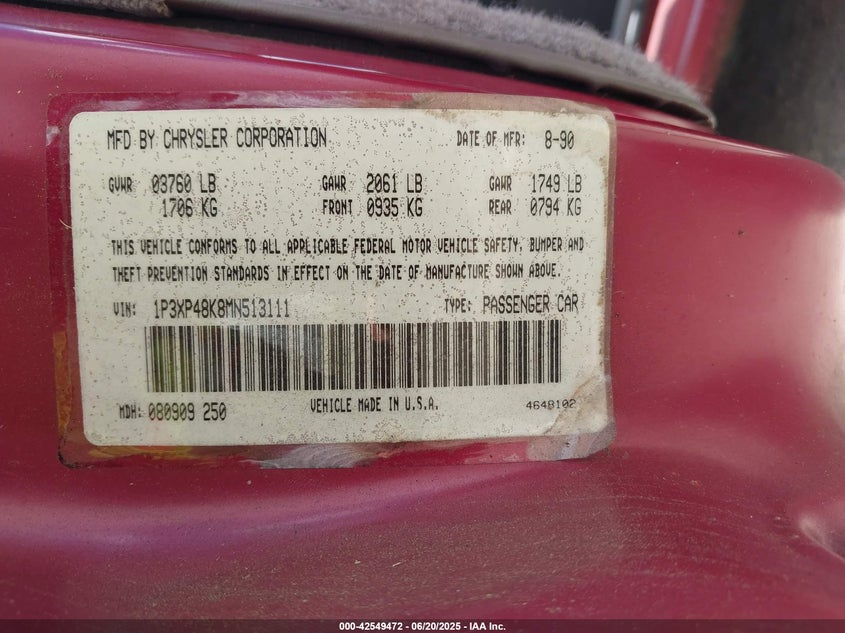 MFD BY CHRYSLER CORPORATION DATE OF MFR: 8-90
GVWR 03760 LB GAWR 2061 LB GAWR 1749 LB
1706 KG FRONT 0935 KG REAR 0794 KG
THIS VEHICLE CONFORMS TO ALL APPLICABLE FEDERAL MOTOR VEHICLE SAFETY, BUMPER AND
THEFT PREVENTION STANDARDS IN EFFECT ON THE DATE OF MANUFACTURE SHOWN ABOVE.
VIN: 1P3XP48K8MN513111 TYPE: PASSENGER CAR
MDH: 080909 250 VEHICLE MADE IN U.S.A. 4648102
000-42549472 - 06/20/2025 - IAA Inc.